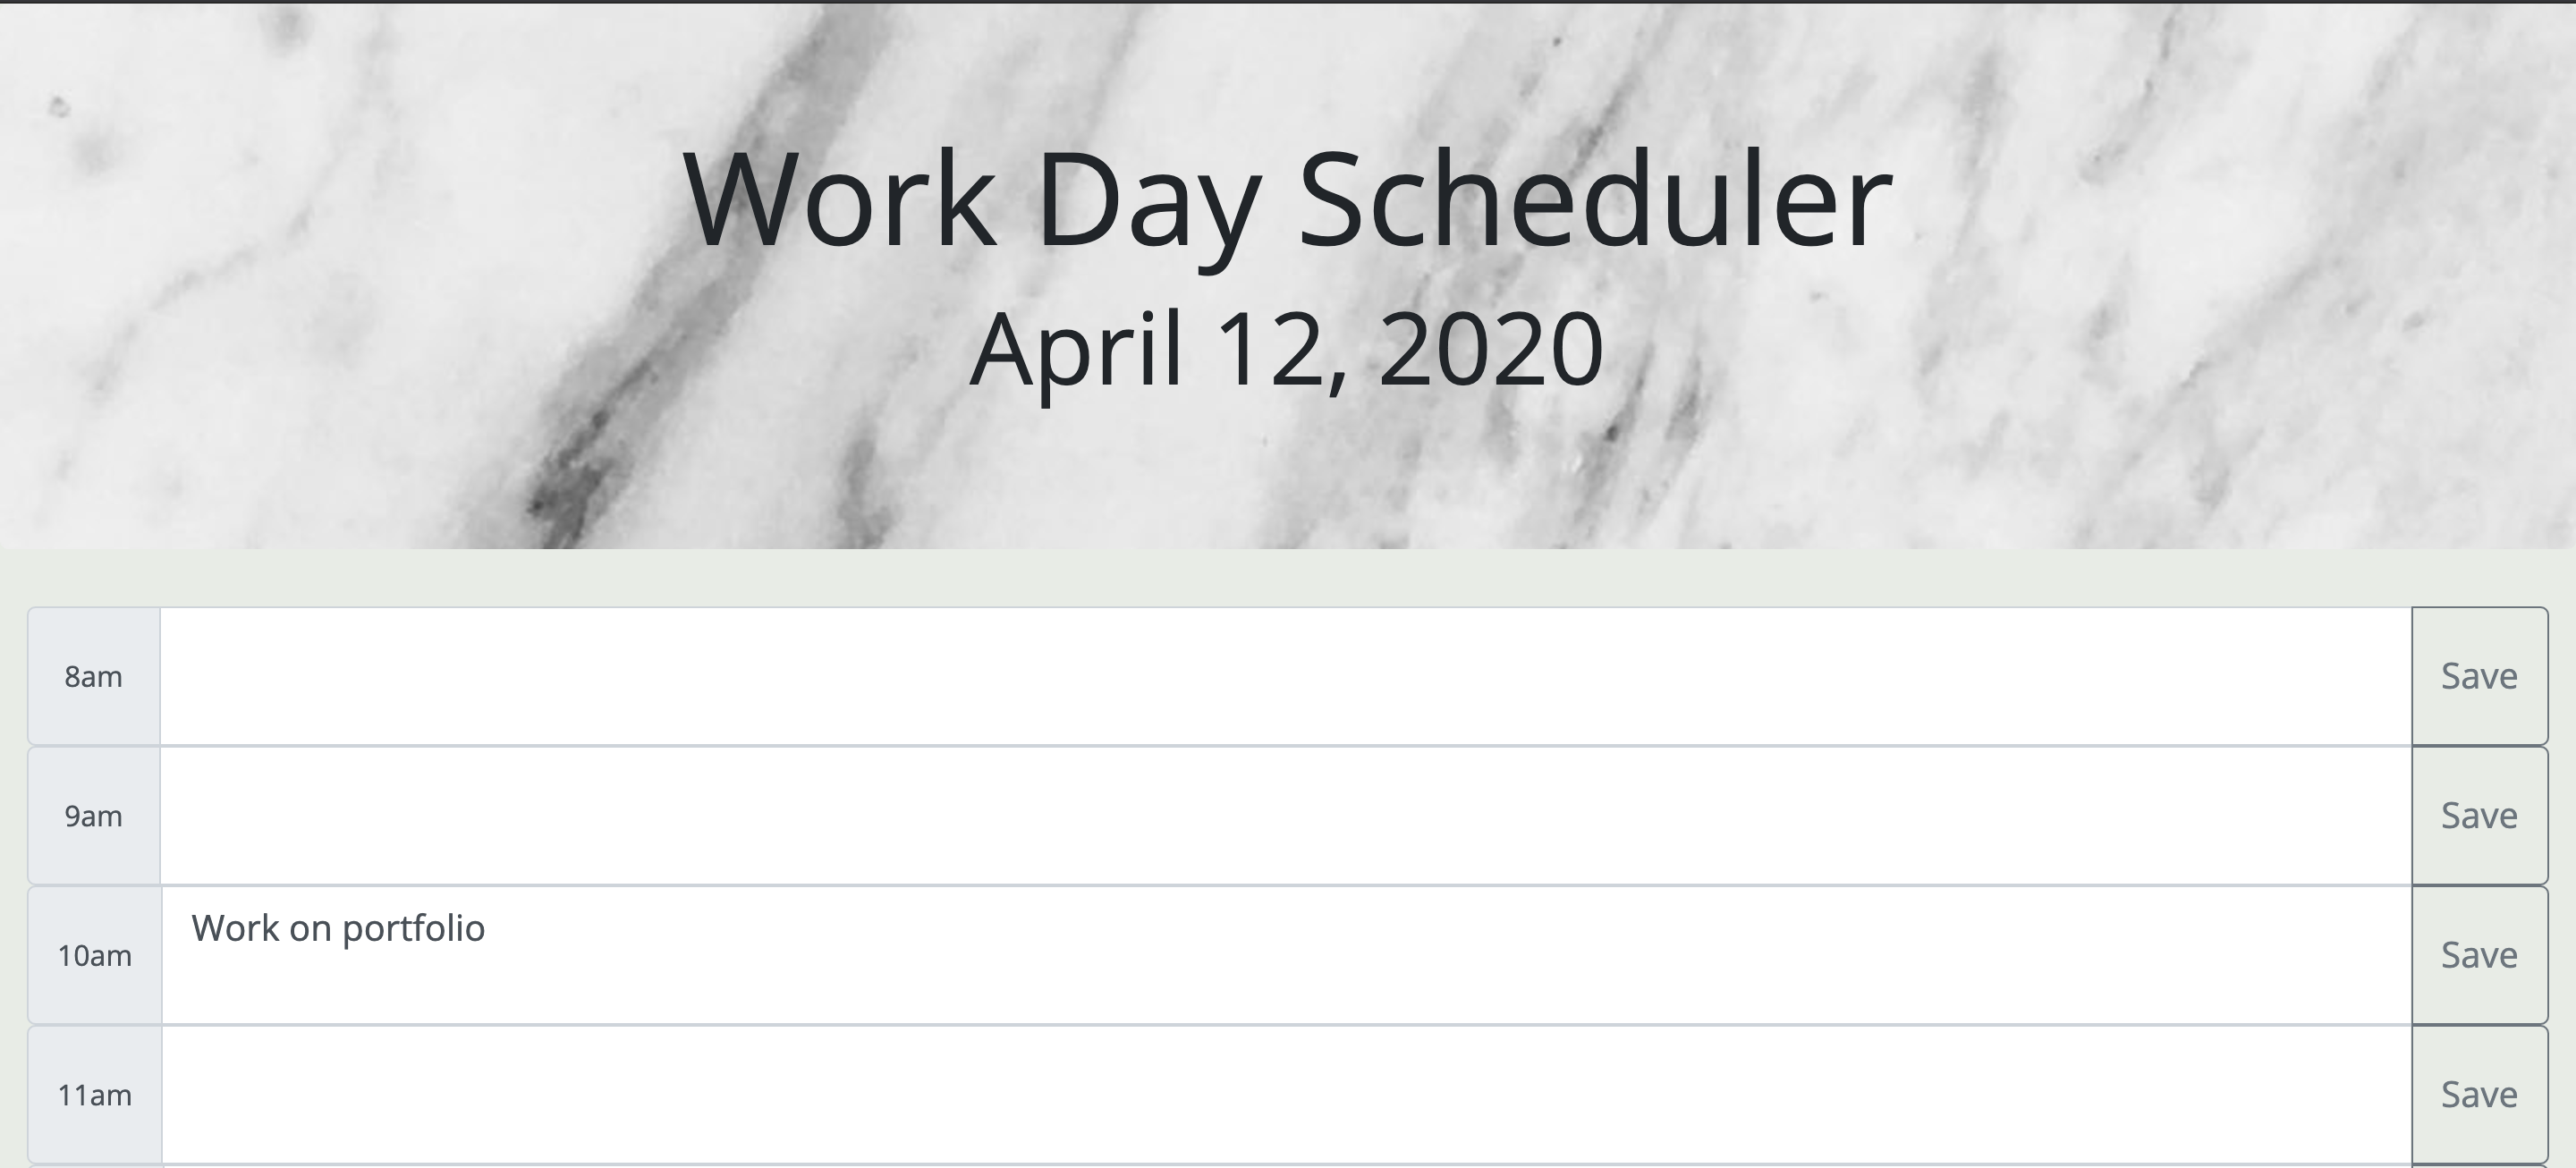 Work Day Scheduler
April 12, 2020
8am
Save
9am
Save
10am
Work on portfolio
Save
11am
Save